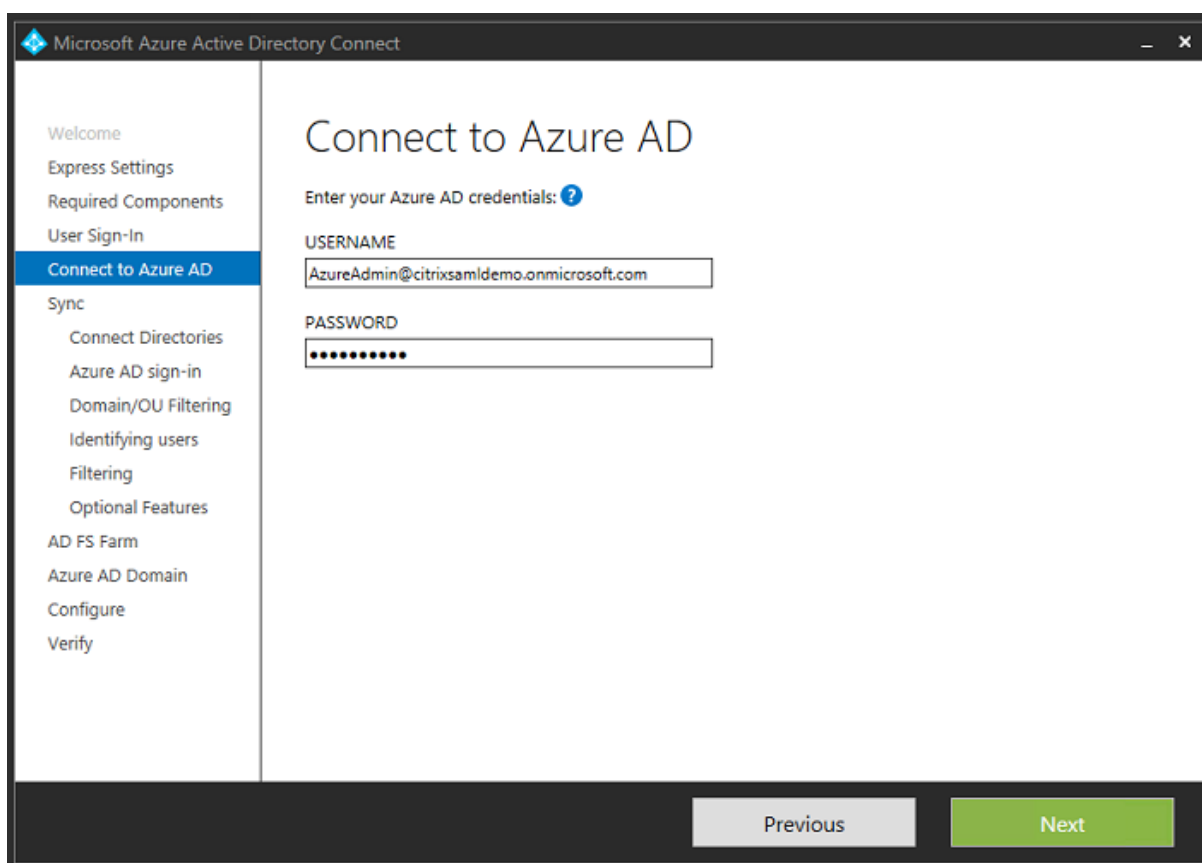 Microsoft Azure Active Directory Connect
Welcome
Express Settings
Required Components
User Sign-In
Connect to Azure AD
Sync
Connect Directories
Azure AD sign-in
Domain/OU Filtering
Identifying users
Filtering
Optional Features
AD FS Farm
Azure AD Domain
Configure
Verify
Connect to Azure AD
Enter your Azure AD credentials: ?
USERNAME
AzureAdmin@citrixsamldemo.onmicrosoft.com
PASSWORD
●●●●●●●●●●
Previous
Next